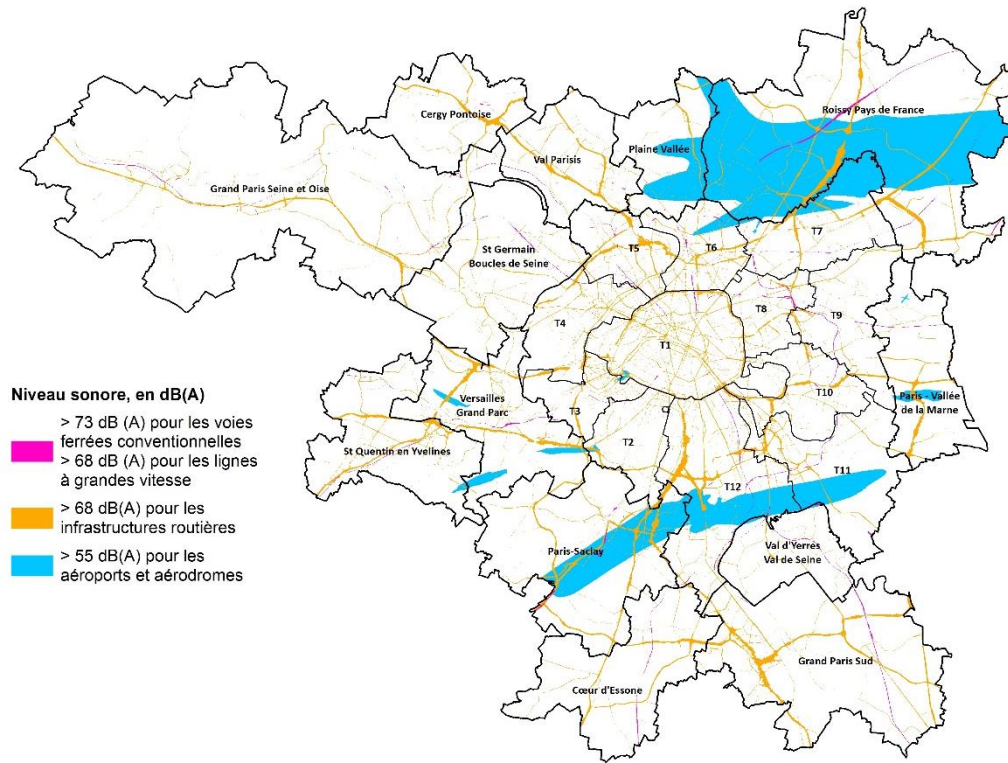 Cergy Pontoise
Roissy Pays de France
Plaine Vallée
Val Parisis
Grand Paris Seine et Oise
T7
St Germain
Boucles de Seine
T5
T6
T8
T9
T4
T1
Niveau sonore, en dB(A)
> 73 dB (A) pour les voies
ferrées conventionnelles
> 68 dB (A) pour les lignes
à grandes vitesse
> 68 dB(A) pour les
infrastructures routières
> 55 dB(A) pour les
aéroports et aérodromes
T10
Versailles
Grand Parc
Paris - Vallée
de la Marne
T3
T2
St Quentin en Yvelines
T11
T12
Paris-Saclay
Val d'Yerres
Val de Seine
Grand Paris Sud
Cœur d'Essone